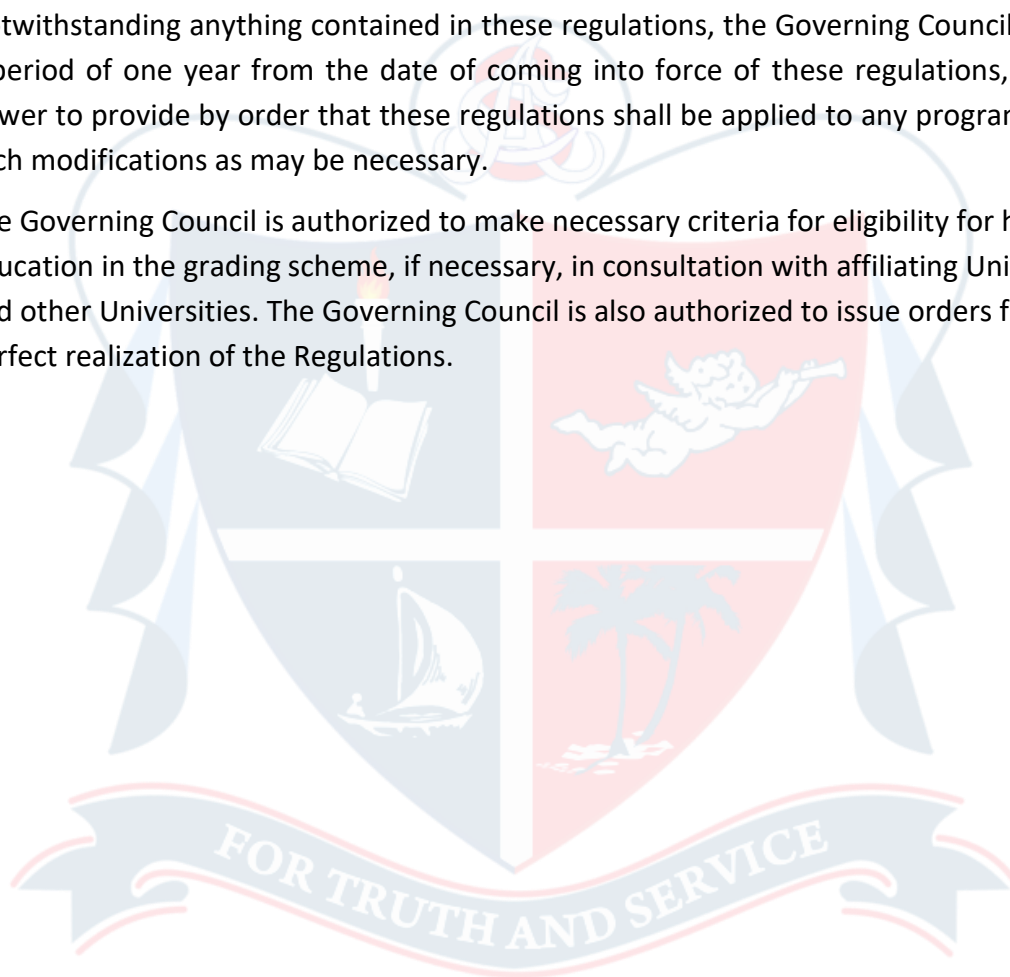 twithstanding anything contained in these regulations, the Governing Council
period of one year from the date of coming into force of these regulations,
wer to provide by order that these regulations shall be applied to any progra
ch modifications as may be necessary.
e Governing Council is authorized to make necessary criteria for eligibility for h
ucation in the grading scheme, if necessary, in consultation with affiliating Uni
d other Universities. The Governing Council is also authorized to issue orders f
rfect realization of the Regulations.
FOR TRUTH AND SERVICE